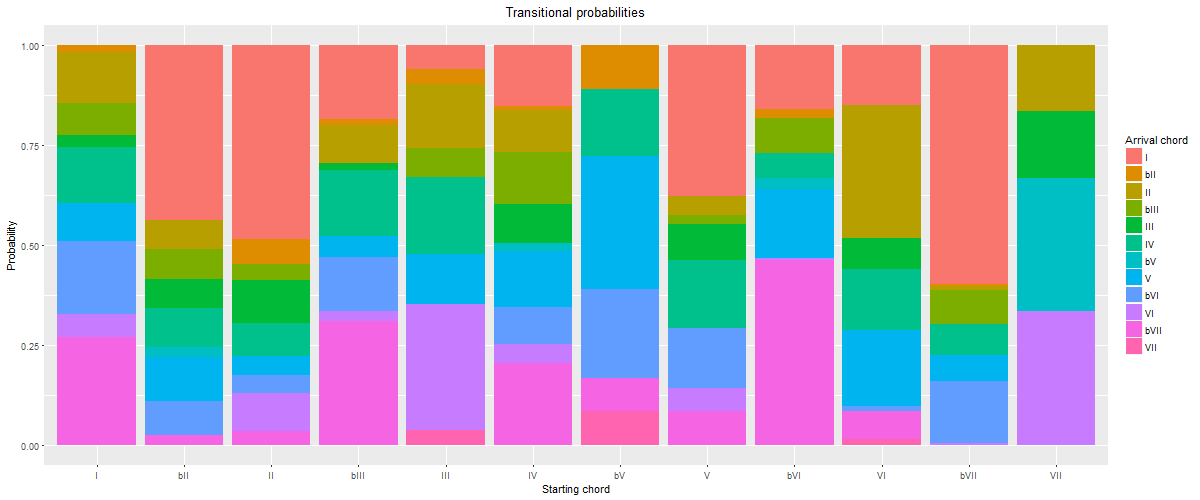 Transitional probabilities
Probability
1.00
0.75
0.50
0.25
0.00
I bII II bIII III IV bV V bVI VI bVII VII
Starting chord
Arrival chord
I
bII
II
bIII
III
IV
bV
V
bVI
VI
bVII
VII